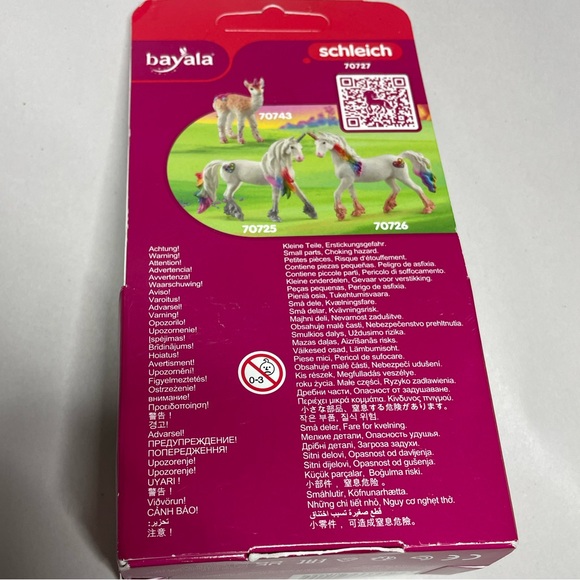 bayala
schleich
70727
70743
70725
70726
Achtung!
Warning!
Attention!
Advertencia!
Avvertenza!
Waarschuwing!
Aviso!
Varoitus!
Advarsel!
Varning!
Opozorilo!
Upozornenie!
Įspėjimas!
Brīdinājums!
Hoiatus!
Avertisment!
Upozornění!
Figyelmeztetés!
Ostrzeżenie!
внимание!
Προειδοποίηση!
警告！
경고!
Advarsel!
ПРЕДУПРЕЖДЕНИЕ!
ПОПЕРЕДЖЕННЯ!
Upozorenje!
Upozorenje!
UYARI !
警告！
Viðvörun!
CẢNH BÁO!
تحذير:
注意！
Kleine Teile, Erstickungsgefahr.
Small parts, Choking hazard.
Petites pièces, Risque d'étouffement.
Contiene piezas pequeñas. Peligro de asfixia.
Contiene piccole parti, Pericolo di soffocamento.
Kleine onderdelen, Gevaar voor verstikking.
Peças pequenas, Perigo de asfixia.
Pieniä osia, Tukehtumisvaara.
Små dele, Kvælningsfare.
Små delar, Kvävningsrisk.
Majhni deli, Nevarnost zadušitve.
Obsahuje malé časti, Nebezpečenstvo prehltnutia.
Smulkios dalys, Uždusimo rizika.
Mazas daļas, Aizrīšanās risks.
Väikesed osad, Lämbumisoht.
Piese mici, Pericol de sufocare.
Obsahuje malé části, Nebezpečí udušení.
Kis részek, Megfulladás veszélye.
roku życia. Małe części, Ryzyko zadławienia.
Дребни части, Опасност от задушаване.
Περιέχει μικρά κομμάτια. Κίνδυνος πνιγμού.
小さな部品、窒息する危険があります。
작은 부품, 질식 위험.
Små deler, Fare for kvelning.
Мелкие детали, Опасность удушья.
Дрібні деталі, Загроза задухи.
Sitni delovi, Opasnost od davljenja.
Sitni dijelovi, Opasnost od gušenja.
Küçük parçalar, Boğulma riski.
小部件，窒息危险。
Smáhlutir, Köfnunarhætta.
Những chi tiết nhỏ, Nguy cơ nghẹt thở.
قطع صغيرة تسبب اختناق
小零件，可造成窒息危险。
0-3